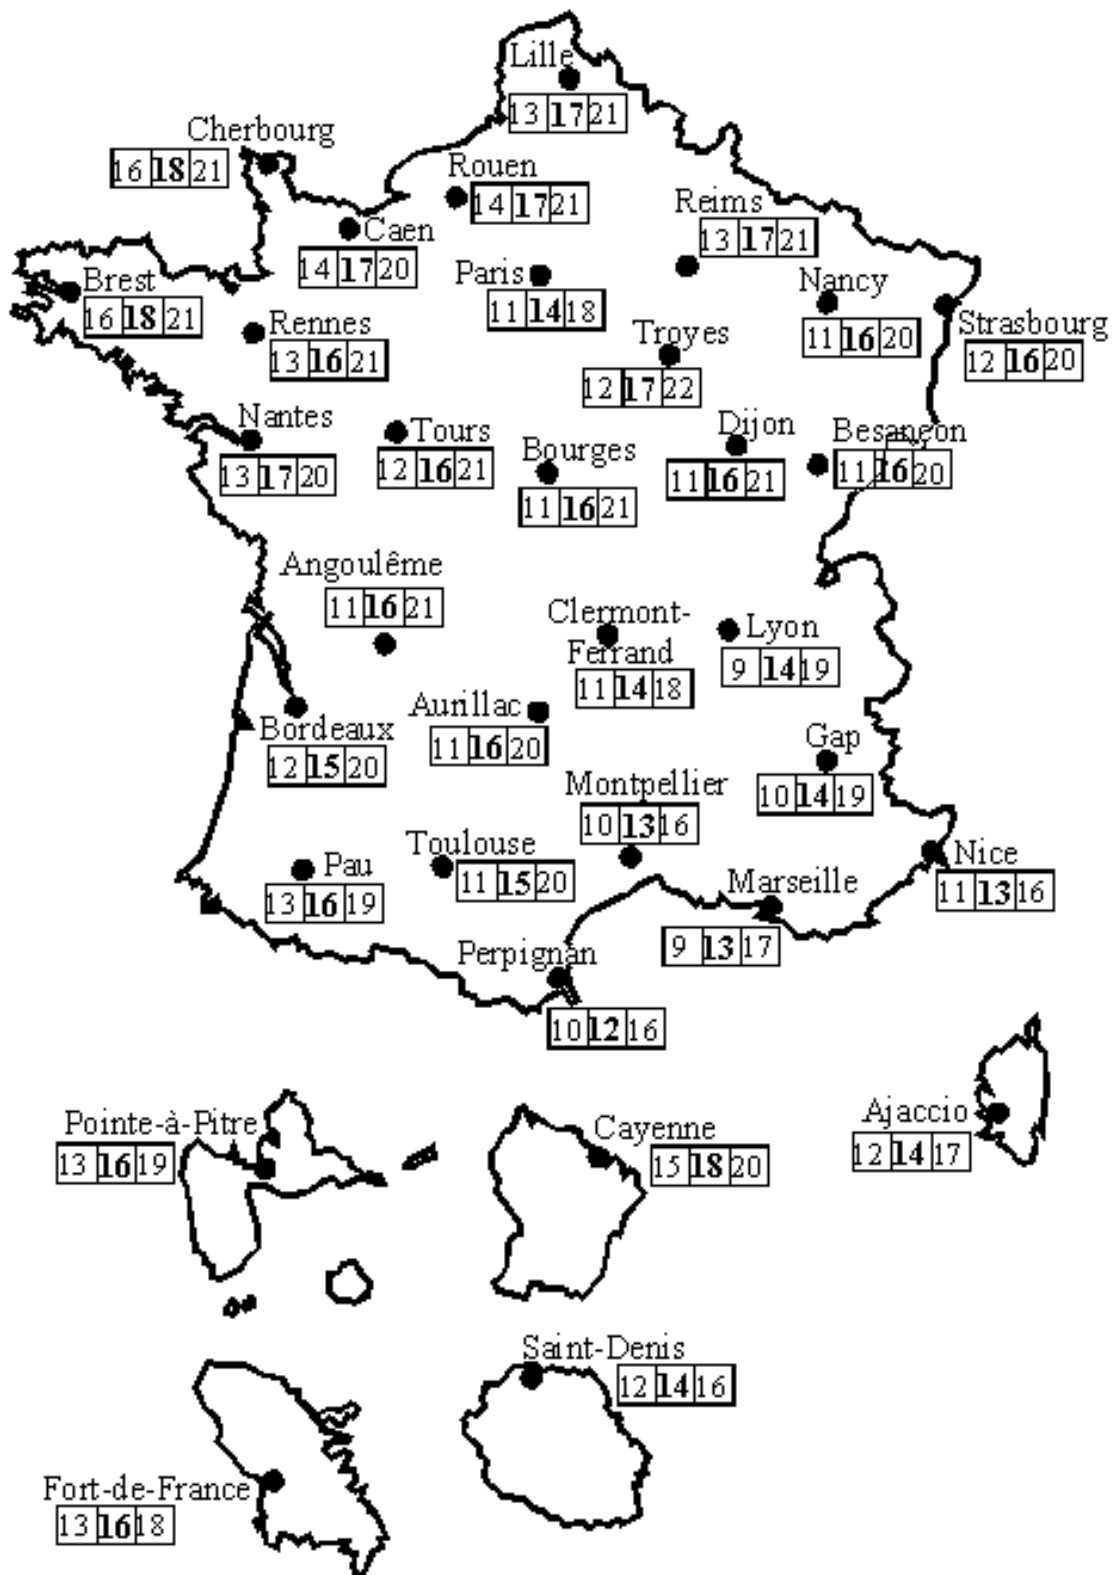 Lille
13 17 21
Cherbourg
16 18 21
Rouen
14 17 21
Reims
13 17 21
Caen
14 17 20
Paris
11 14 18
Nancy
11 16 20
Brest
16 18 21
Rennes
13 16 21
Troyes
12 17 22
Strasbourg
12 16 20
Nantes
13 17 20
Tours
12 16 21
Bourges
11 16 21
Dijon
11 16 21
Besançon
11 16 20
Angoulême
11 16 21
Clermont-
Ferrand
11 14 18
Lyon
9 14 19
Aurillac
11 16 20
Bordeaux
12 15 20
Gap
10 14 19
Montpellier
10 13 16
Toulouse
11 15 20
Pau
13 16 19
Marseille
9 13 17
Nice
11 13 16
Perpignan
10 12 16
Pointe-à-Pitre
13 16 19
Cayenne
15 18 20
Ajaccio
12 14 17
Saint-Denis
12 14 16
Fort-de-France
13 16 18